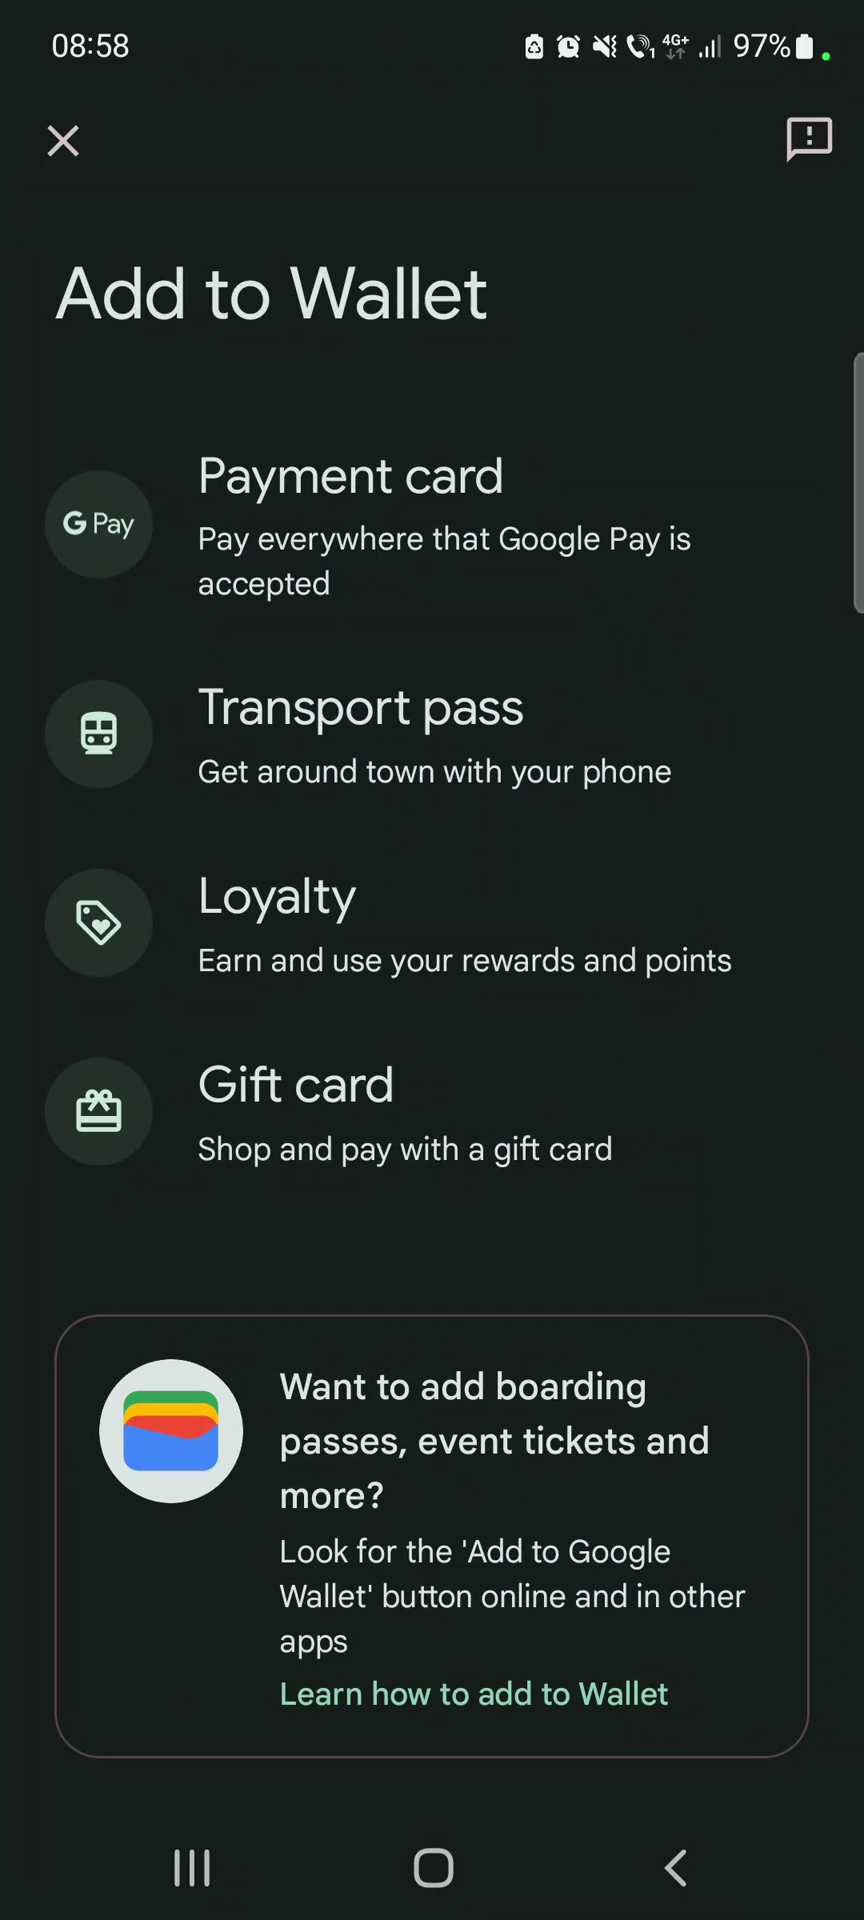 08:58
4G+
1
97%
Add to Wallet
G Pay
Payment card
Pay everywhere that Google Pay is
accepted
Transport pass
Get around town with your phone
Loyalty
Earn and use your rewards and points
Gift card
Shop and pay with a gift card
Want to add boarding
passes, event tickets and
more?
Look for the 'Add to Google
Wallet' button online and in other
apps
Learn how to add to Wallet